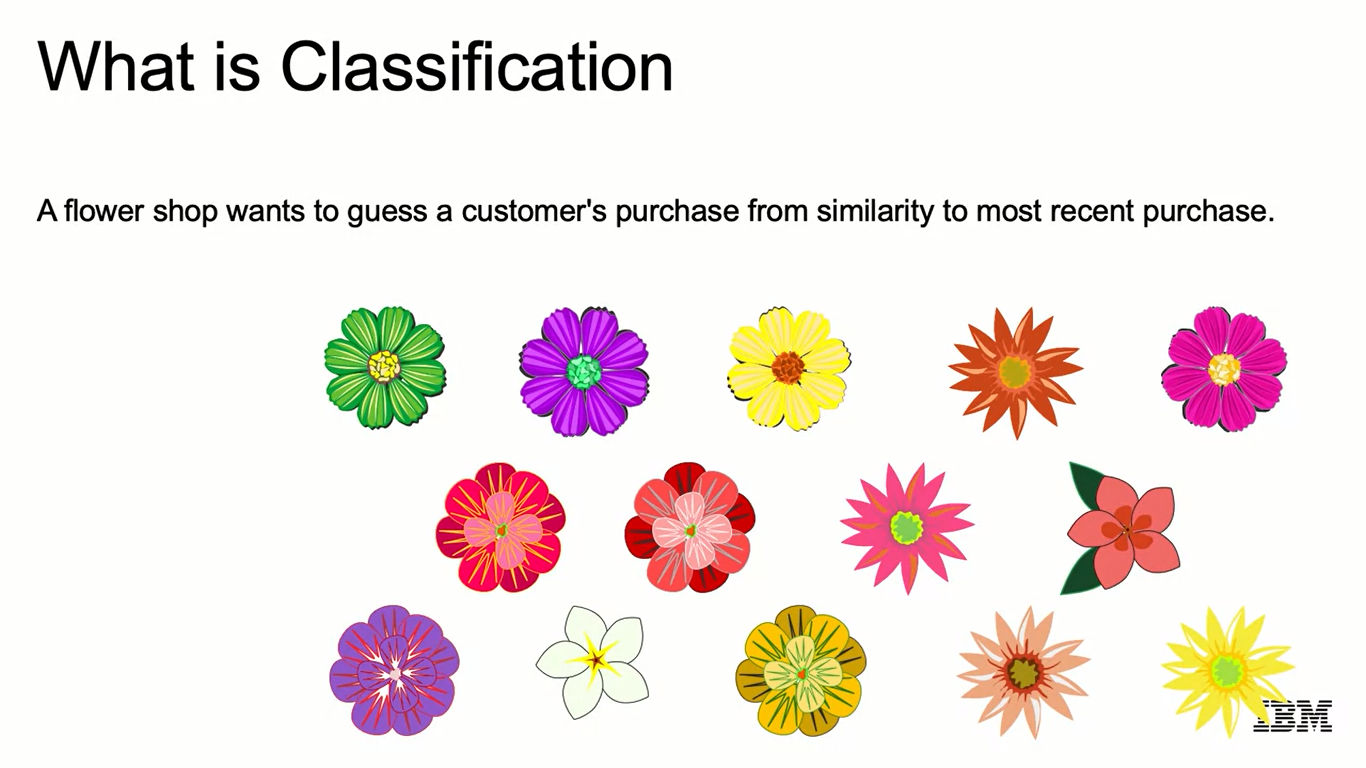 What is Classification
A flower shop wants to guess a customer's purchase from similarity to most recent purchase.
IBM